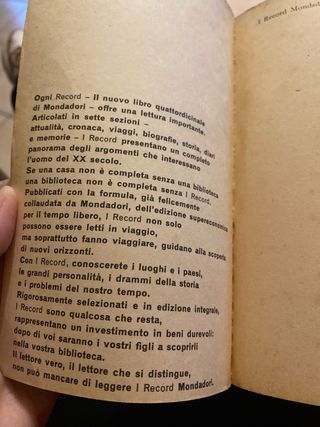 I Record Mondad
Ogni Record – il nuovo libro quattordicinale
di Mondadori – offre una lettura importante.
Articolati in sette sezioni –
attualità, cronaca, viaggi, biografie, storia, diari
e memorie – I Record presentano un completo
panorama degli argomenti che interessano
l'uomo del XX secolo.
Se una casa non è completa senza una biblioteca
una biblioteca non è completa senza I Record.
Pubblicati con la formula, già felicemente
collaudata da Mondadori, dell'edizione supereconomica
per il tempo libero, I Record non solo
possono essere letti in viaggio,
ma soprattutto fanno viaggiare, guidano alla scoperta
di nuovi orizzonti.
Con I Record, conoscerete i luoghi e i paesi,
le grandi personalità, i drammi della storia
e i problemi del nostro tempo.
Rigorosamente selezionati e in edizione integrale,
I Record sono qualcosa che resta,
rappresentano un investimento in beni durevoli:
dopo di voi saranno i vostri figli a scoprirli
nella vostra biblioteca.
Il lettore vero, il lettore che si distingue,
non può mancare di leggere I Record Mondadori.